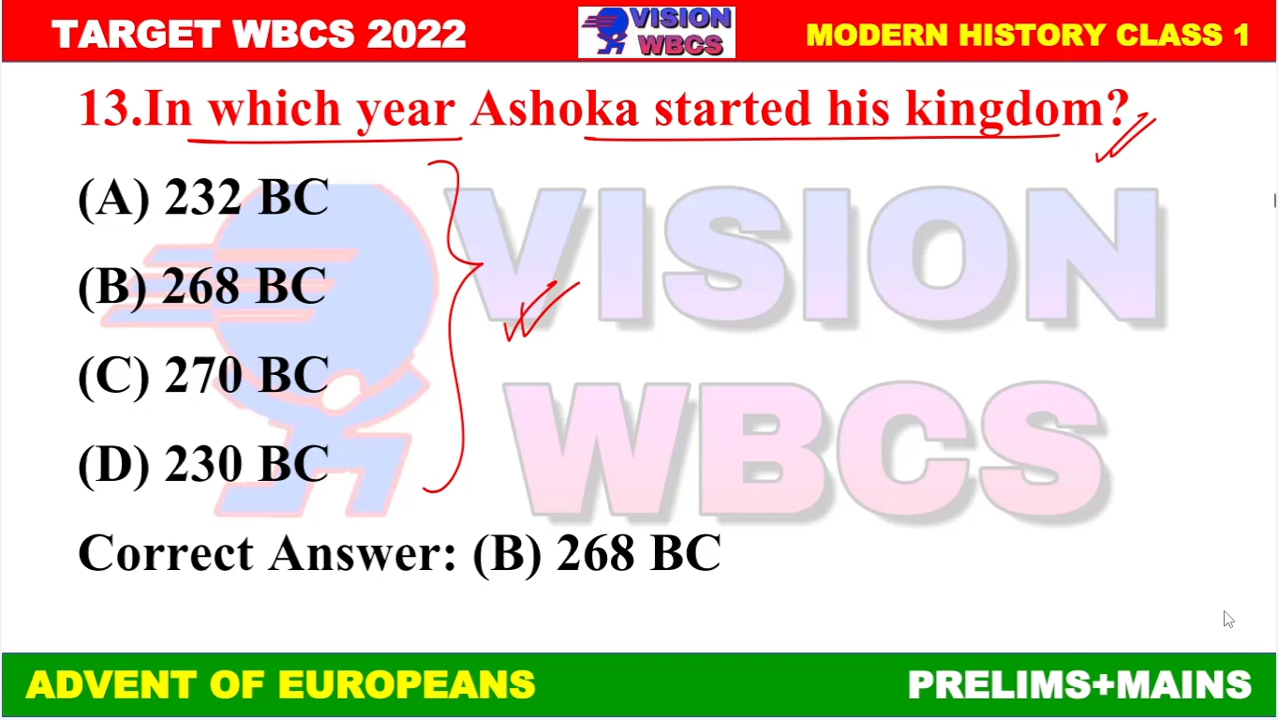 TARGET WBCS 2022
VISION
WBCS
MODERN HISTORY CLASS 1
13.In which year Ashoka started his kingdom?
(A) 232 BC
(B) 268 BC
(C) 270 BC
(D) 230 BC
VISION
WBCS
Correct Answer: (B) 268 BC
ADVENT OF EUROPEANS
PRELIMS+MAINS